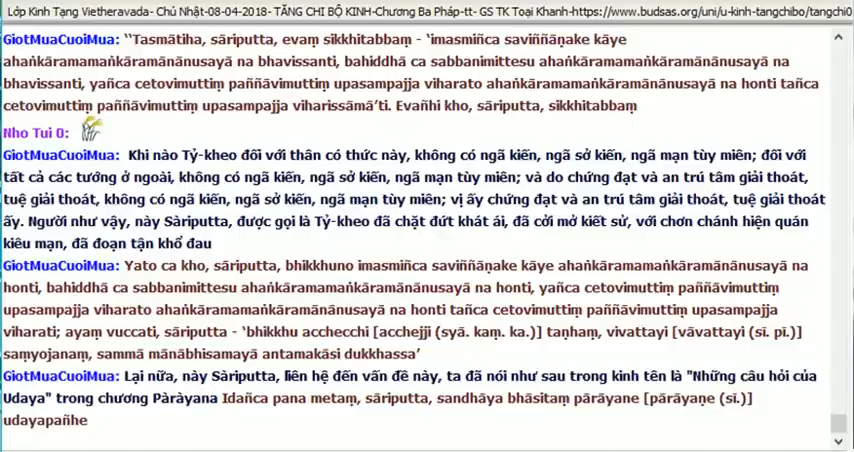 Lớp Kinh Tạng Vietheravada- Chủ Nhật-08-04-2018- TĂNG CHI BỘ KINH-Chương Ba Pháp-tt- GS TK Toại Khanh-https://www.budsas.org/uni/u-kinh-tangchibo/tangchi0
GiotMuaCuoiMua: “Tasmātiha, sāriputta, evaṃ sikkhitabbaṃ - ‘imasmiñca saviññāṇake kāye
ahaṅkāramamaṅkāramānānusayā na bhavissanti, bahiddhā ca sabbanimittesu ahaṅkāramamaṅkāramānānusayā na
bhavissanti, yañca cetovimuttiṃ paññāvimuttiṃ upasampajja viharato ahaṅkāramamaṅkāramānānusayā na honti tañca
cetovimuttiṃ paññāvimuttiṃ upasampajja viharissāmā’ti. Evañhi kho, sāriputta, sikkhitabbaṃ
Nho Tui 0:
GiotMuaCuoiMua: Khi nào Tỷ-kheo đối với thân có thức này, không có ngã kiến, ngã sở kiến, ngã mạn tùy miên; đối với
tất cả các tướng ở ngoài, không có ngã kiến, ngã sở kiến, ngã mạn tùy miên; và do chứng đạt và an trú tâm giải thoát,
tuệ giải thoát, không có ngã kiến, ngã sở kiến, ngã mạn tùy miên; vị ấy chứng đạt và an trú tâm giải thoát, tuệ giải thoát
ấy. Người như vậy, này Sàriputta, được gọi là Tỷ-kheo đã chặt đứt khát ái, đã cởi mở kiết sử, với chơn chánh hiện quán
kiêu mạn, đã đoạn tận khổ đau
GiotMuaCuoiMua: Yato ca kho, sāriputta, bhikkhuno imasmiñca saviññāṇake kāye ahaṅkāramamaṅkāramānānusayā na
honti, bahiddhā ca sabbanimittesu ahaṅkāramamaṅkāramānānusayā na honti, yañca cetovimuttiṃ paññāvimuttiṃ
upasampajja viharato ahaṅkāramamaṅkāramānānusayā na honti tañca cetovimuttiṃ paññāvimuttiṃ upasampajja
viharati; ayaṃ vuccati, sāriputta - ‘bhikkhu acchecchi [acchejji (syā. kaṃ. ka.)] taṇhaṃ, vivattayi [vāvattayi (sī. pī.)]
saṃyojanaṃ, sammā mānābhisamayā antamakāsi dukkhassa’
GiotMuaCuoiMua: Lại nữa, này Sàriputta, liên hệ đến vấn đề này, ta đã nói như sau trong kinh tên là "Những câu hỏi của
Udaya" trong chương Pàràyana Idañca pana metaṃ, sāriputta, sandhāya bhāsitaṃ pārāyane [pārāyaṇe (sī.)]
udayapañhe